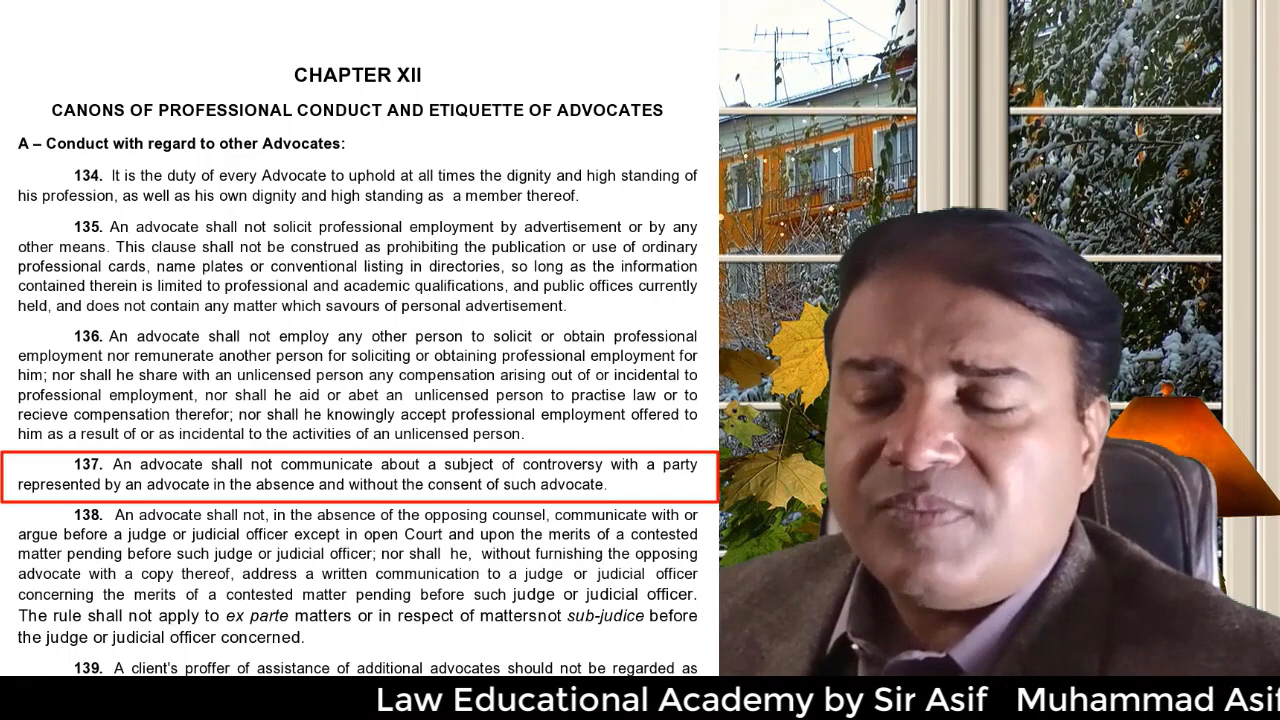 CHAPTER XII
CANONS OF PROFESSIONAL CONDUCT AND ETIQUETTE OF ADVOCATES
A – Conduct with regard to other Advocates:
134. It is the duty of every Advocate to uphold at all times the dignity and high standing of
his profession, as well as his own dignity and high standing as a member thereof.
135. An advocate shall not solicit professional employment by advertisement or by any
other means. This clause shall not be construed as prohibiting the publication or use of ordinary
professional cards, name plates or conventional listing in directories, so long as the information
contained therein is limited to professional and academic qualifications, and public offices currently
held, and does not contain any matter which savours of personal advertisement.
136. An advocate shall not employ any other person to solicit or obtain professional
employment nor remunerate another person for soliciting or obtaining professional employment for
him; nor shall he share with an unlicensed person any compensation arising out of or incidental to
professional employment, nor shall he aid or abet an unlicensed person to practise law or to
recieve compensation therefor; nor shall he knowingly accept professional employment offered to
him as a result of or as incidental to the activities of an unlicensed person.
137. An advocate shall not communicate about a subject of controversy with a party
represented by an advocate in the absence and without the consent of such advocate.
138. An advocate shall not, in the absence of the opposing counsel, communicate with or
argue before a judge or judicial officer except in open Court and upon the merits of a contested
matter pending before such judge or judicial officer; nor shall he, without furnishing the opposing
advocate with a copy thereof, address a written communication to a judge or judicial officer
concerning the merits of a contested matter pending before such judge or judicial officer.
The rule shall not apply to ex parte matters or in respect of mattersnot sub-judice before
the judge or judicial officer concerned.
139. A client's proffer of assistance of additional advocates should not be regarded as
Law Educational Academy by Sir Asif Muhammad Asif